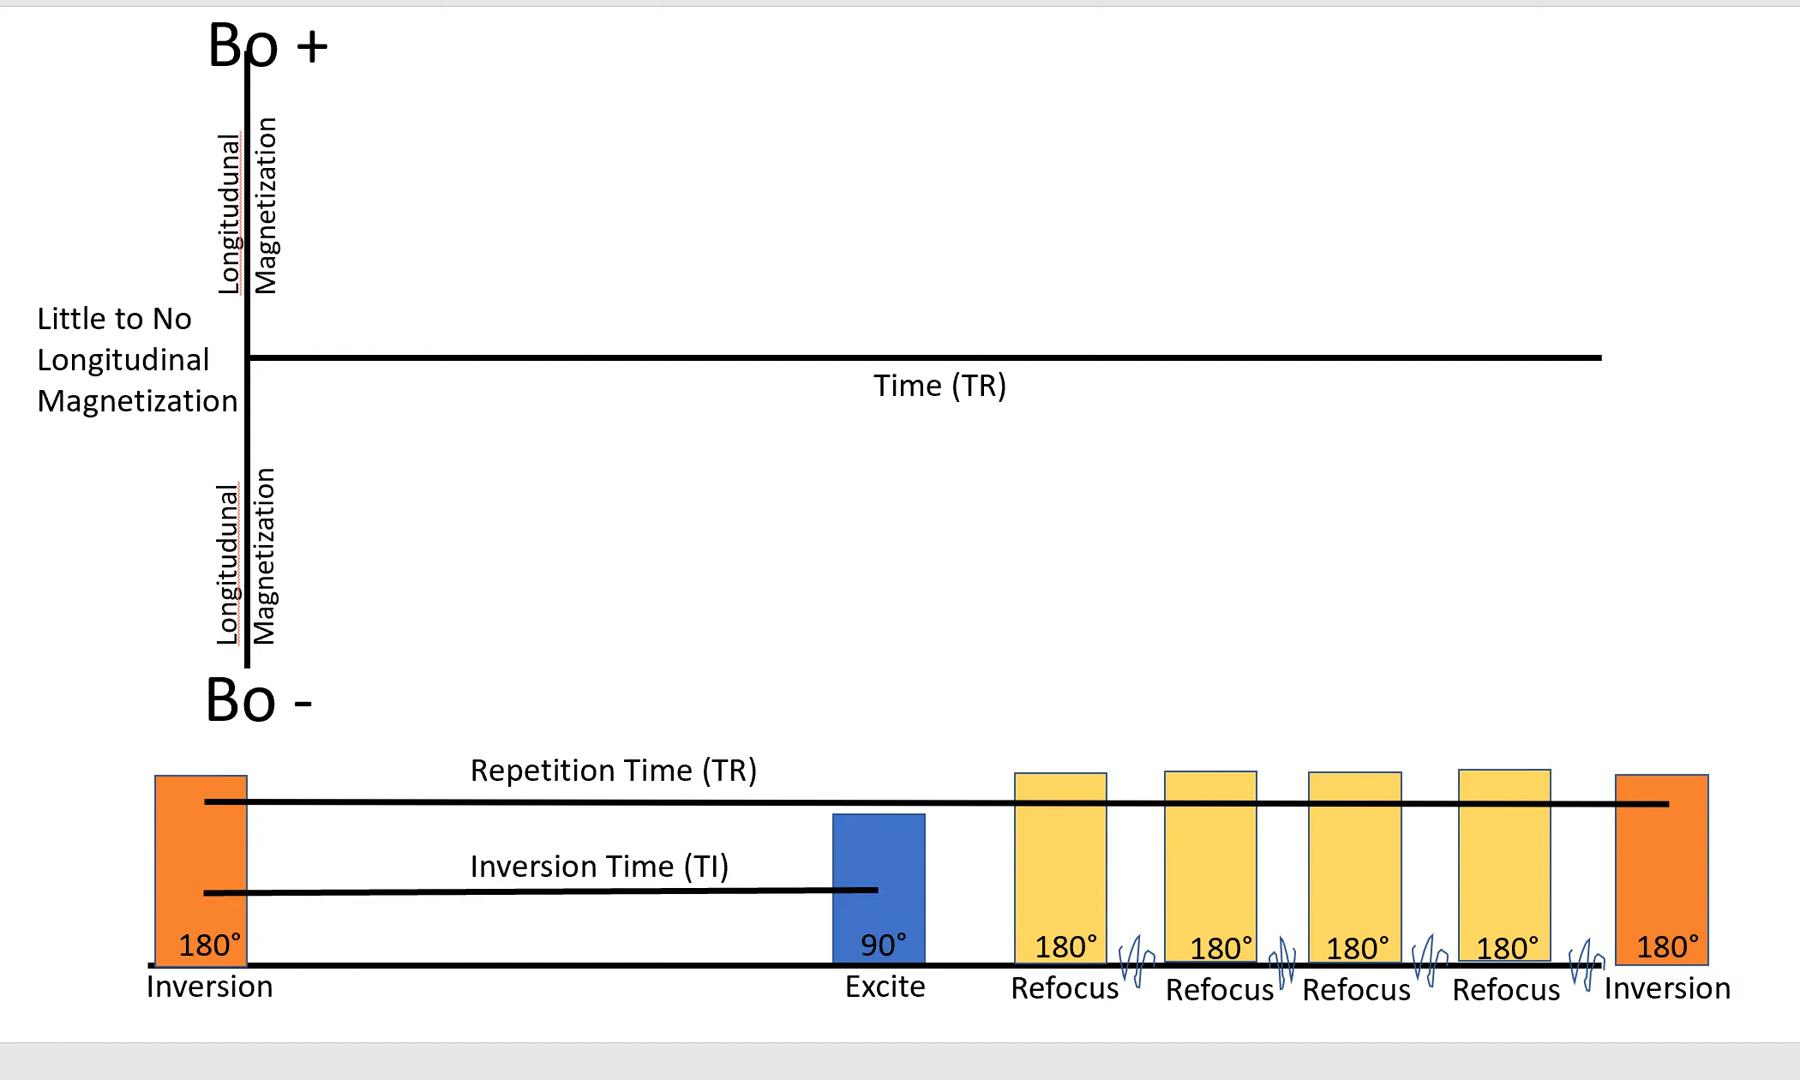 Bo +
Longitudunal
Magnetization
Little to No
Longitudinal
Magnetization
Time (TR)
Longitudunal
Magnetization
Bo -
Repetition Time (TR)
Inversion Time (TI)
180° 90° 180° 180° 180° 180° 180°
Inversion Excite Refocus Refocus Refocus Refocus Inversion